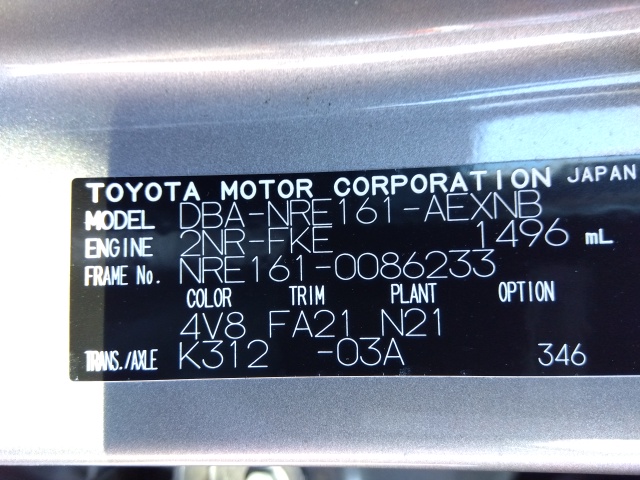 TOYOTA MOTOR CORPORATION JAPAN
MODEL DBA-NRE161-AEXNB
ENGINE 2NR-FKE 1496 mL
FRAME No. NRE161-0086233
COLOR TRIM PLANT OPTION
4V8 FA21 N21
TRANS./AXLE K312 -03A 346